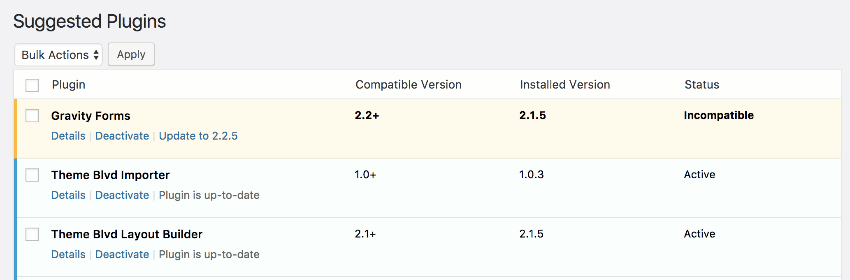 Suggested Plugins
Bulk Actions Apply
Plugin Compatible Version Installed Version Status
Gravity Forms 2.2+ 2.1.5 Incompatible
Details | Deactivate | Update to 2.2.5
Theme Blvd Importer 1.0+ 1.0.3 Active
Details | Deactivate | Plugin is up-to-date
Theme Blvd Layout Builder 2.1+ 2.1.5 Active
Details | Deactivate | Plugin is up-to-date